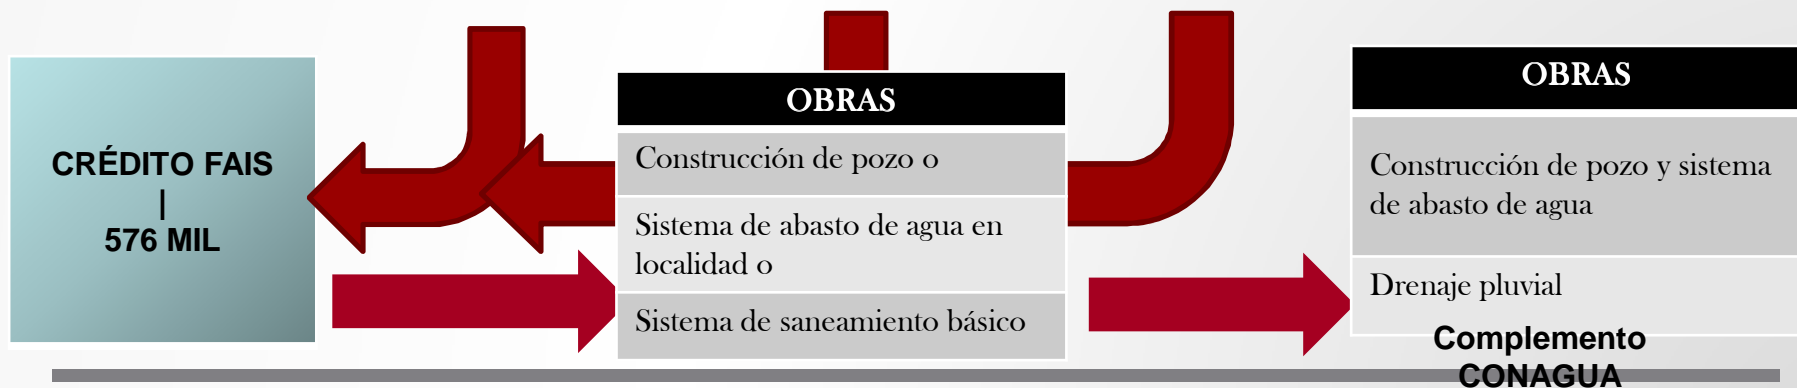 CRÉDITO FAIS
|
576 MIL
OBRAS
Construcción de pozo o
Sistema de abasto de agua en
localidad o
Sistema de saneamiento básico
OBRAS
Construcción de pozo y sistema
de abasto de agua
Drenaje pluvial
Complemento
CONAGUA